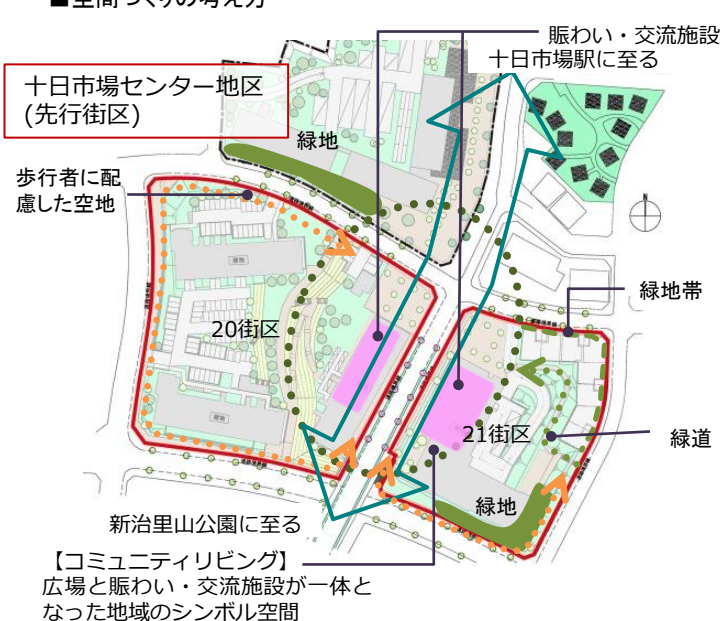 ■空間づくりの考え方
賑わい・交流施設
十日市場駅に至る
十日市場センター地区
(先行街区)
緑地
歩行者に配
慮した空地
N
緑地帯
20街区
21街区
緑道
緑地
新治里山公園に至る
【コミュニティリビング】
広場と賑わい・交流施設が一体と
なった地域のシンボル空間